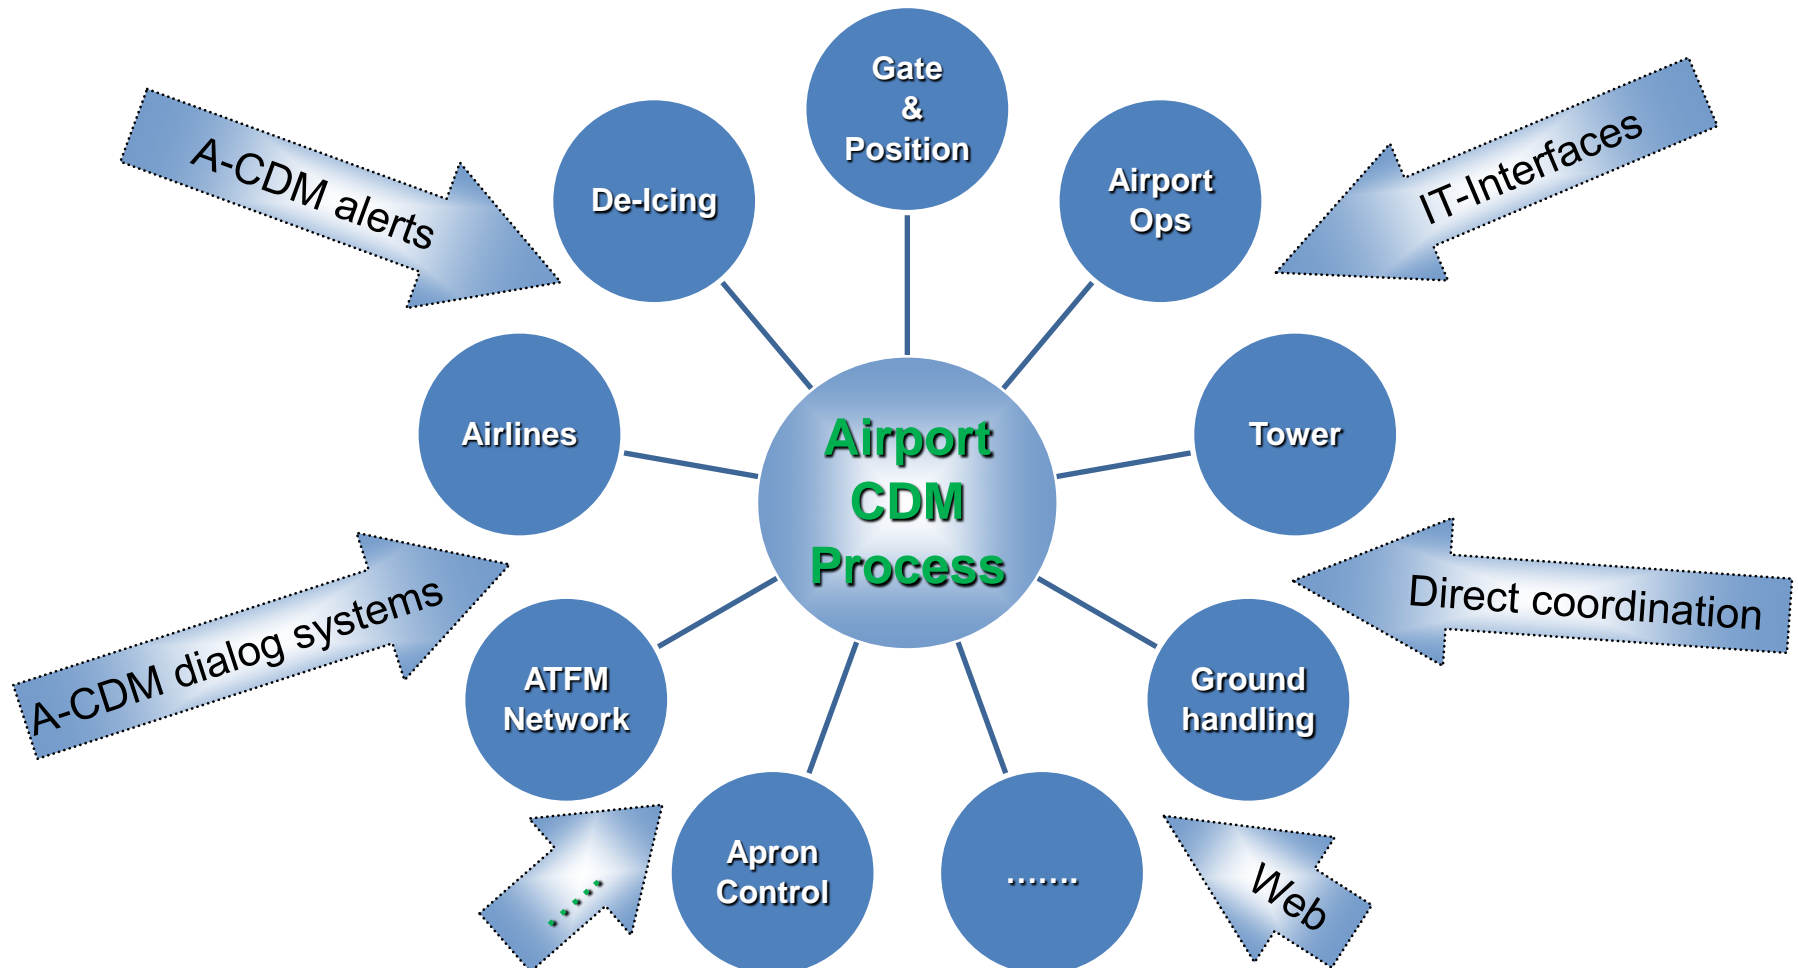 Gate
&
Position
A-CDM alerts
De-Icing
Airport
Ops
IT-Interfaces
Airlines
Airport
CDM
Process
Tower
A-CDM dialog systems
Direct coordination
ATFM
Network
Ground
handling
.....
Apron
Control
.......
Web